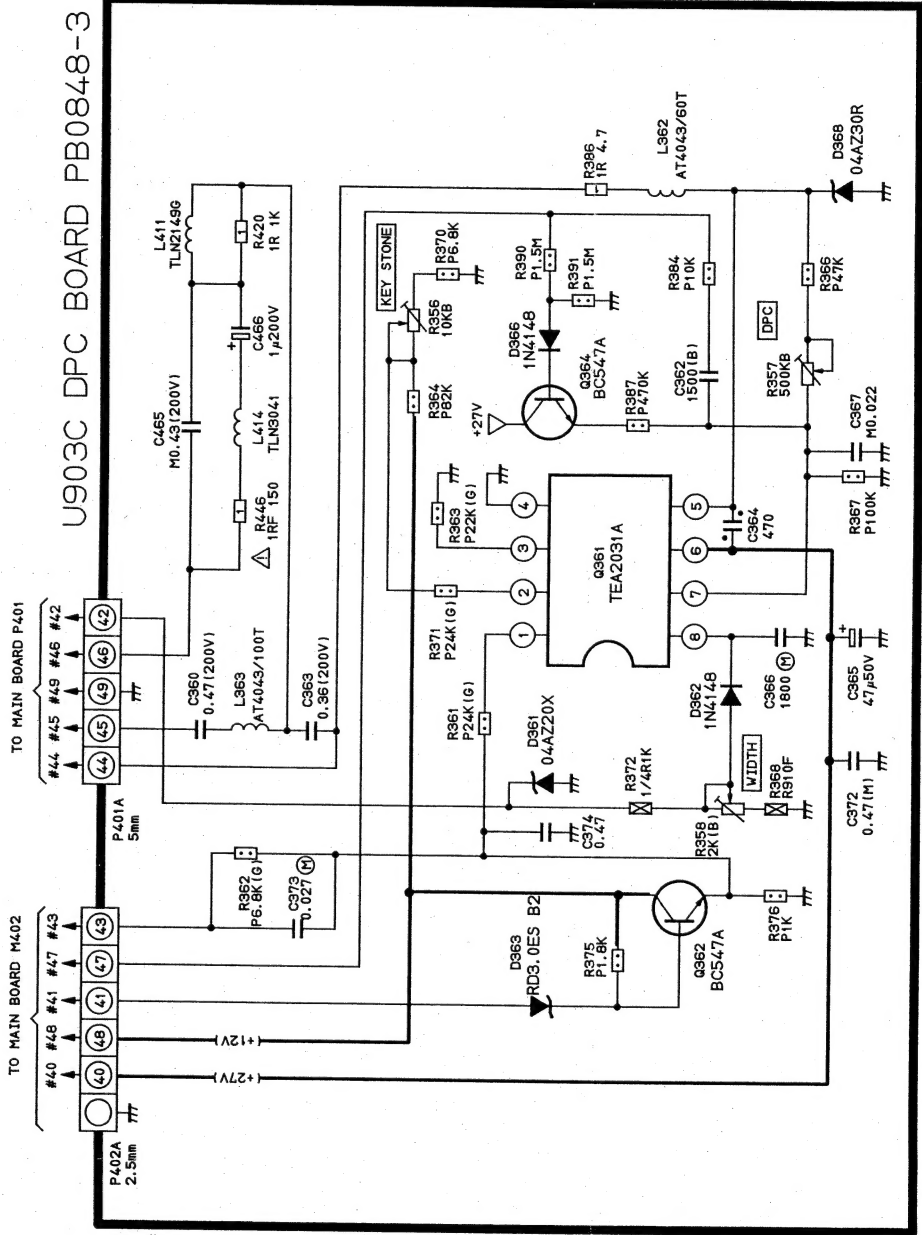 U903C DPC BOARD PB0848-3
TO MAIN BOARD M402
#40 #48 #41 #47 #43
40 48 41 47 43
P402A
2.5mm
TO MAIN BOARD P401
#44 #45 #49 #46 #42
44 45 49 46 42
P401A
5mm
(+27V)
(+12V)
R362
P6.8K(G)
C373
0.027 M
C360
0.47(200V)
L363
AT4043/100T
C363
0.36(200V)
C465
M0.43(200V)
L411
TLN2149G
R446
1RF 150
L414
TLN3041
C466
1μ200V
+
R420
1R 1K
1
1
KEY STONE
R364
P82K
R356
10KB
R370
P6.8K
R371
P24K(G)
R363
P22K(G)
R361
P24K(G)
D363
RD3.0ES B2
R375
P1.8K
Q362
BC547A
R376
P1K
C374
0.47
D361
04AZ20X
R372
1/4R1K
R358
2K(B)
WIDTH
R368
R910F
D362
1N4148
C366
1800 M
Q361
TEA2031A
1 2 3 4
8 7 6 5
C364
470
C372
0.47(M)
C365
47μ50V
+
+27V
Q364
BC547A
D366
1N4148
R390
P1.5M
R391
P1.5M
R387
P470K
C362
1500(B)
R384
P10K
R386
1R 4.7
L362
AT4043/60T
R367
P100K
C367
M0.022
DPC
R357
500KB
R366
P47K
D368
04AZ30R